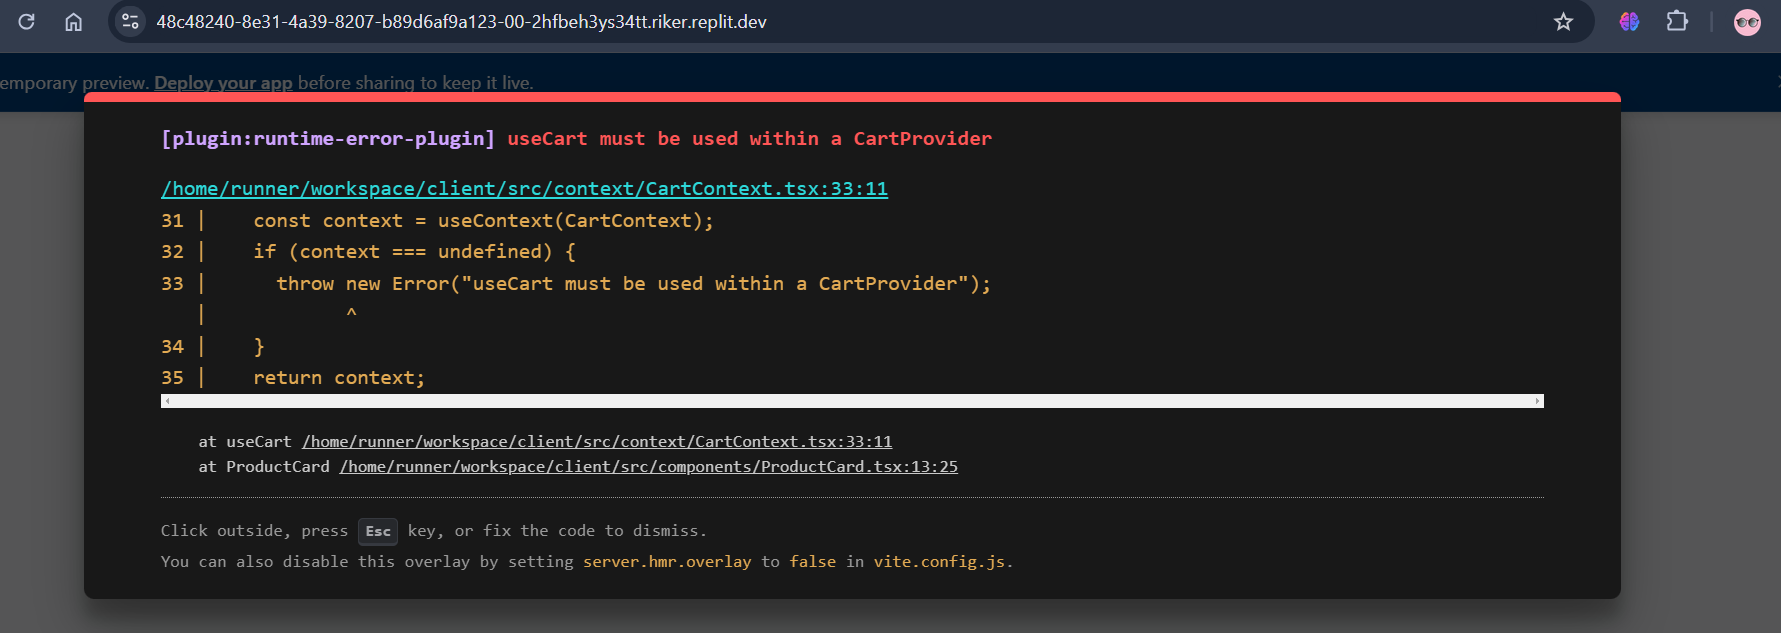 48c48240-8e31-4a39-8207-b89d6af9a123-00-2hfbeh3ys34tt.riker.replit.dev
emporary preview. Deploy your app before sharing to keep it live.
[plugin:runtime-error-plugin] useCart must be used within a CartProvider
/home/runner/workspace/client/src/context/CartContext.tsx:33:11
31 |    const context = useContext(CartContext);
32 |    if (context === undefined) {
33 |      throw new Error("useCart must be used within a CartProvider");
   |            ^
34 |    }
35 |    return context;
at useCart /home/runner/workspace/client/src/context/CartContext.tsx:33:11
at ProductCard /home/runner/workspace/client/src/components/ProductCard.tsx:13:25
Click outside, press Esc key, or fix the code to dismiss.
You can also disable this overlay by setting server.hmr.overlay to false in vite.config.js.